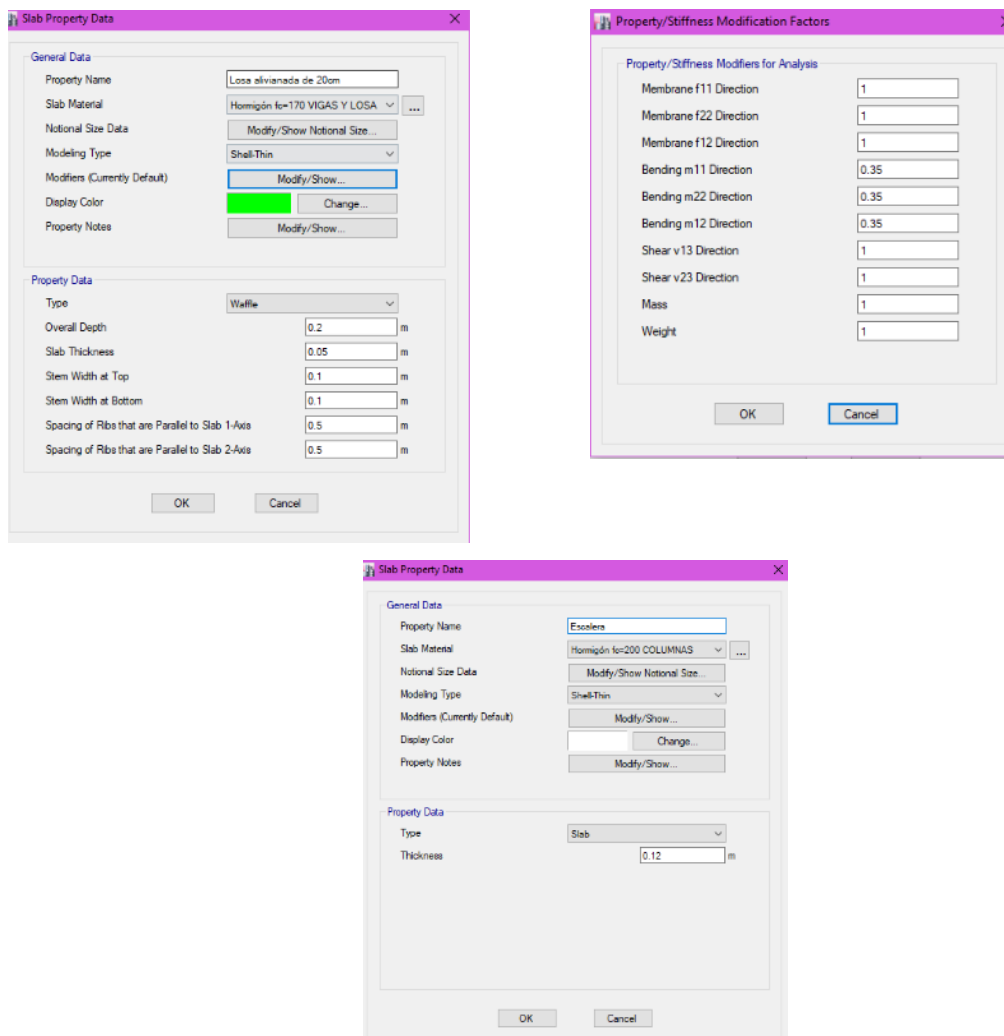 Slab Property Data
General Data
Property Name Losa alivianada de 20cm
Slab Material Hormigón fc=170 VIGAS Y LOSA ...
Notional Size Data Modify/Show Notional Size...
Modeling Type Shell-Thin
Modifiers (Currently Default) Modify/Show...
Display Color Change...
Property Notes Modify/Show...
Property Data
Type Waffle
Overall Depth 0.2 m
Slab Thickness 0.05 m
Stem Width at Top 0.1 m
Stem Width at Bottom 0.1 m
Spacing of Ribs that are Parallel to Slab 1-Axis 0.5 m
Spacing of Ribs that are Parallel to Slab 2-Axis 0.5 m
OK Cancel
Property/Stiffness Modification Factors
Property/Stiffness Modifiers for Analysis
Membrane f11 Direction 1
Membrane f22 Direction 1
Membrane f12 Direction 1
Bending m11 Direction 0.35
Bending m22 Direction 0.35
Bending m12 Direction 0.35
Shear v13 Direction 1
Shear v23 Direction 1
Mass 1
Weight 1
OK Cancel
Slab Property Data
General Data
Property Name Escalera
Slab Material Hormigón fc=200 COLUMNAS ...
Notional Size Data Modify/Show Notional Size...
Modeling Type Shell-Thin
Modifiers (Currently Default) Modify/Show...
Display Color Change...
Property Notes Modify/Show...
Property Data
Type Slab
Thickness 0.12 m
OK Cancel